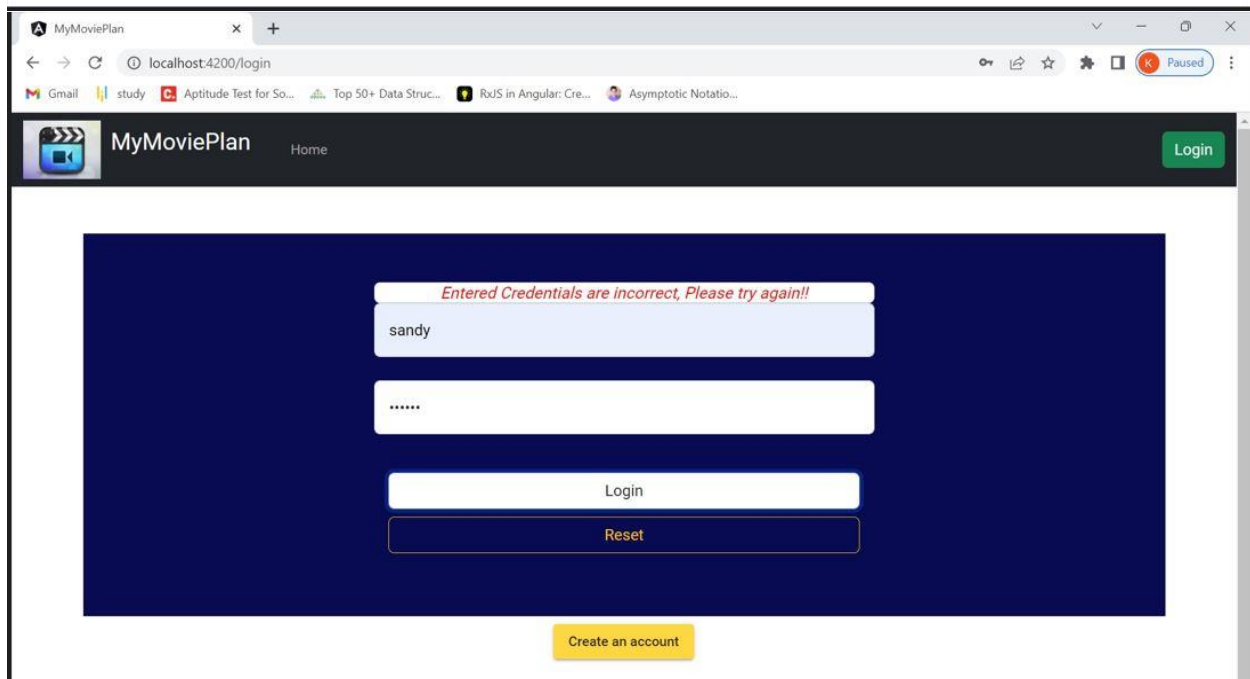 MyMoviePlan
localhost:4200/login
K Paused
Gmail study C. Aptitude Test for So... Top 50+ Data Struc... RxJS in Angular: Cre... Asymptotic Notatio...
MyMoviePlan Home Login
Entered Credentials are incorrect, Please try again!!
sandy
••••••
Login
Reset
Create an account